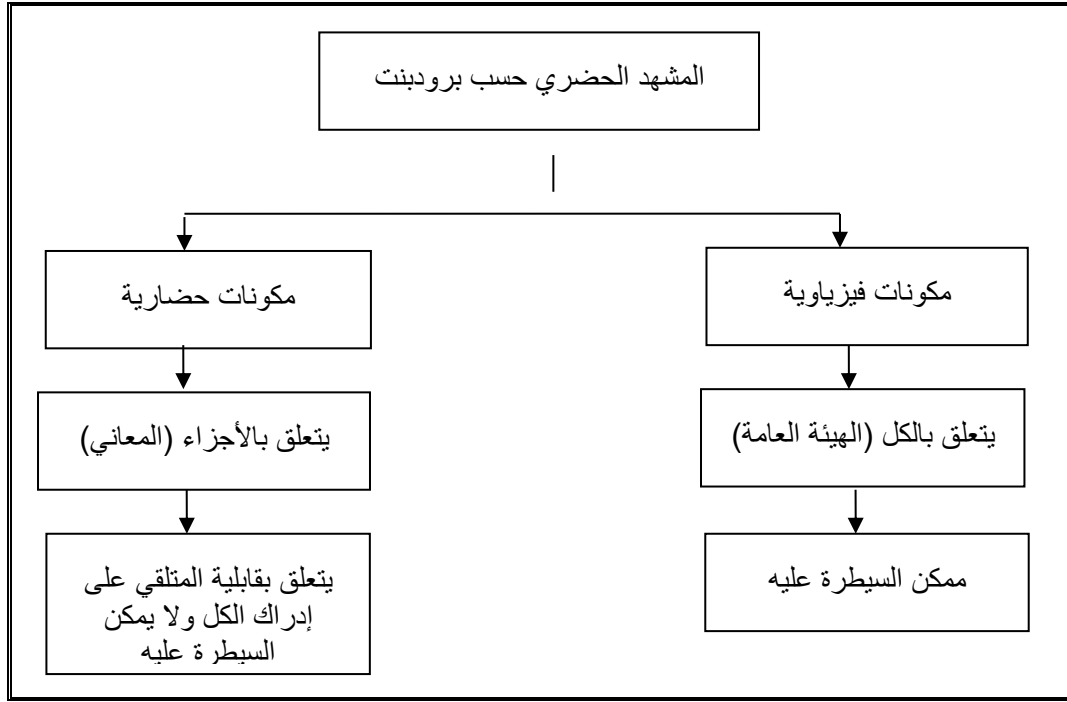 المشهد الحضري حسب برودبنت
مكونات فيزياوية
مكونات حضارية
يتعلق بالكل (الهيئة العامة)
يتعلق بالأجزاء (المعاني)
ممكن السيطرة عليه
يتعلق بقابلية المتلقي على
إدراك الكل ولا يمكن
السيطرة عليه